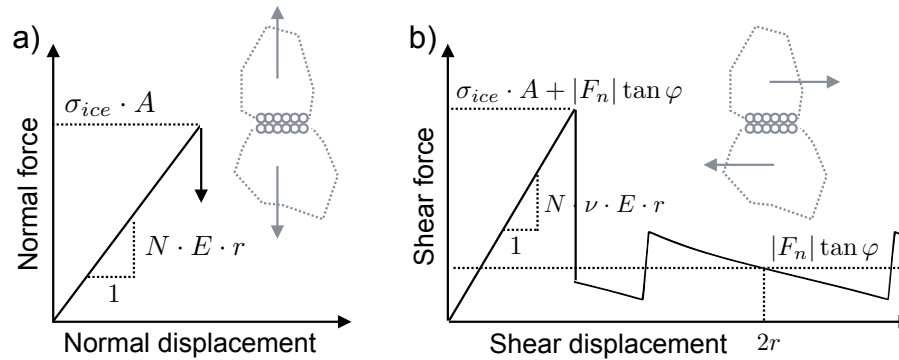 a)
Normal force
σ_ice · A
N · E · r
1
Normal displacement
b)
Shear force
σ_ice · A + |F_n| tan φ
N · ν · E · r
1
|F_n| tan φ
2r
Shear displacement